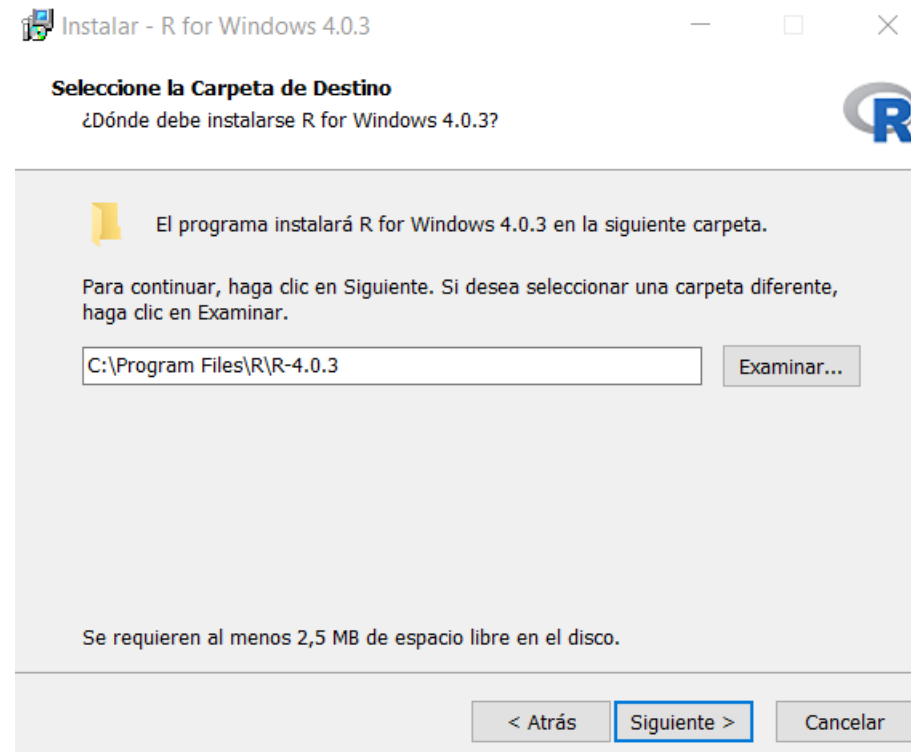 Instalar - R for Windows 4.0.3
Seleccione la Carpeta de Destino
¿Dónde debe instalarse R for Windows 4.0.3?
R
El programa instalará R for Windows 4.0.3 en la siguiente carpeta.
Para continuar, haga clic en Siguiente. Si desea seleccionar una carpeta diferente,
haga clic en Examinar.
C:\Program Files\R\R-4.0.3 Examinar...
Se requieren al menos 2,5 MB de espacio libre en el disco.
< Atrás Siguiente > Cancelar